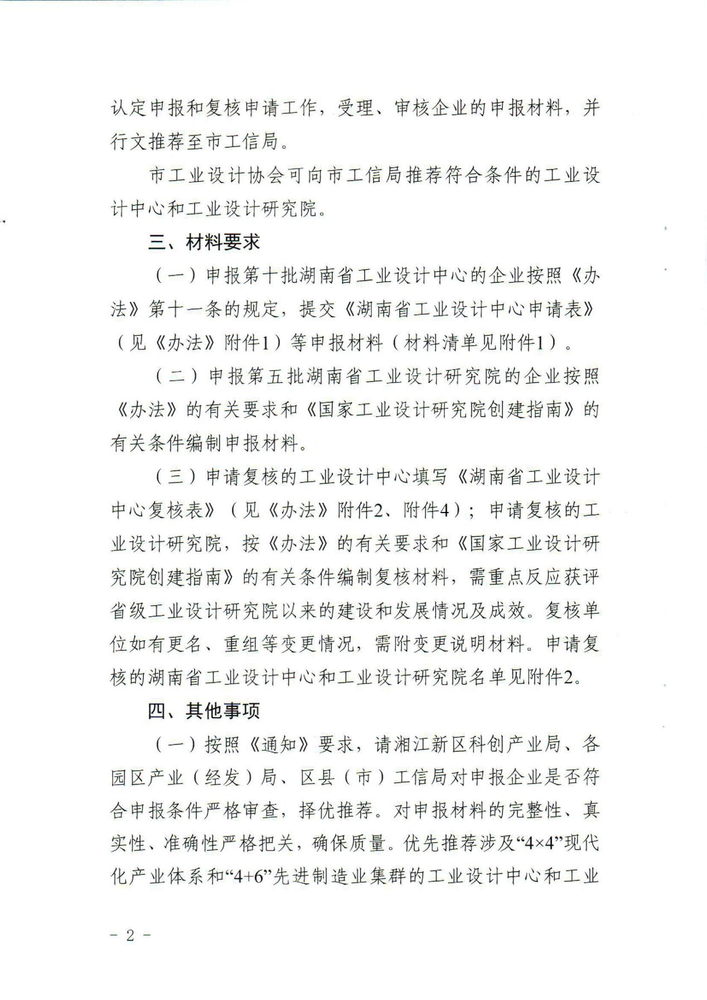 认定申报和复核申请工作，受理、审核企业的申报材料，并
行文推荐至市工信局。
市工业设计协会可向市工信局推荐符合条件的工业设
计中心和工业设计研究院。
三、材料要求
（一）申报第十批湖南省工业设计中心的企业按照《办
法》第十一条的规定，提交《湖南省工业设计中心申请表》
（见《办法》附件1）等申报材料（材料清单见附件1）。
（二）申报第五批湖南省工业设计研究院的企业按照
《办法》的有关要求和《国家工业设计研究院创建指南》的
有关条件编制申报材料。
（三）申请复核的工业设计中心填写《湖南省工业设计
中心复核表》（见《办法》附件2、附件4）；申请复核的工
业设计研究院，按《办法》的有关要求和《国家工业设计研
究院创建指南》的有关条件编制复核材料，需重点反应获评
省级工业设计研究院以来的建设和发展情况及成效。复核单
位如有更名、重组等变更情况，需附变更说明材料。申请复
核的湖南省工业设计中心和工业设计研究院名单见附件2。
四、其他事项
（一）按照《通知》要求，请湘江新区科创产业局、各
园区产业（经发）局、区县（市）工信局对申报企业是否符
合申报条件严格审查，择优推荐。对申报材料的完整性、真
实性、准确性严格把关，确保质量。优先推荐涉及“4×4”现代
化产业体系和“4+6”先进制造业集群的工业设计中心和工业
- 2 -